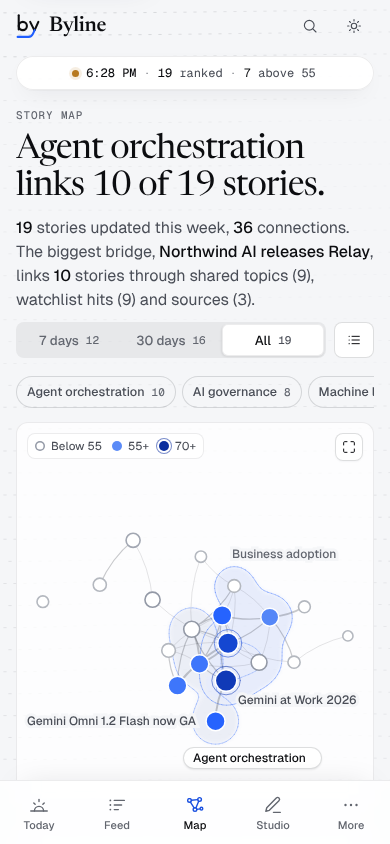 by Byline
6:28 PM · 19 ranked · 7 above 55
STORY MAP
Agent orchestration
links 10 of 19 stories.
19 stories updated this week, 36 connections.
The biggest bridge, Northwind AI releases Relay,
links 10 stories through shared topics (9),
watchlist hits (9) and sources (3).
7 days 12 30 days 16 All 19
Agent orchestration 10 AI governance 8 Machine
Below 55 55+ 70+
Business adoption
Gemini at Work 2026
Gemini Omni 1.2 Flash now GA
Agent orchestration
Today Feed Map Studio More